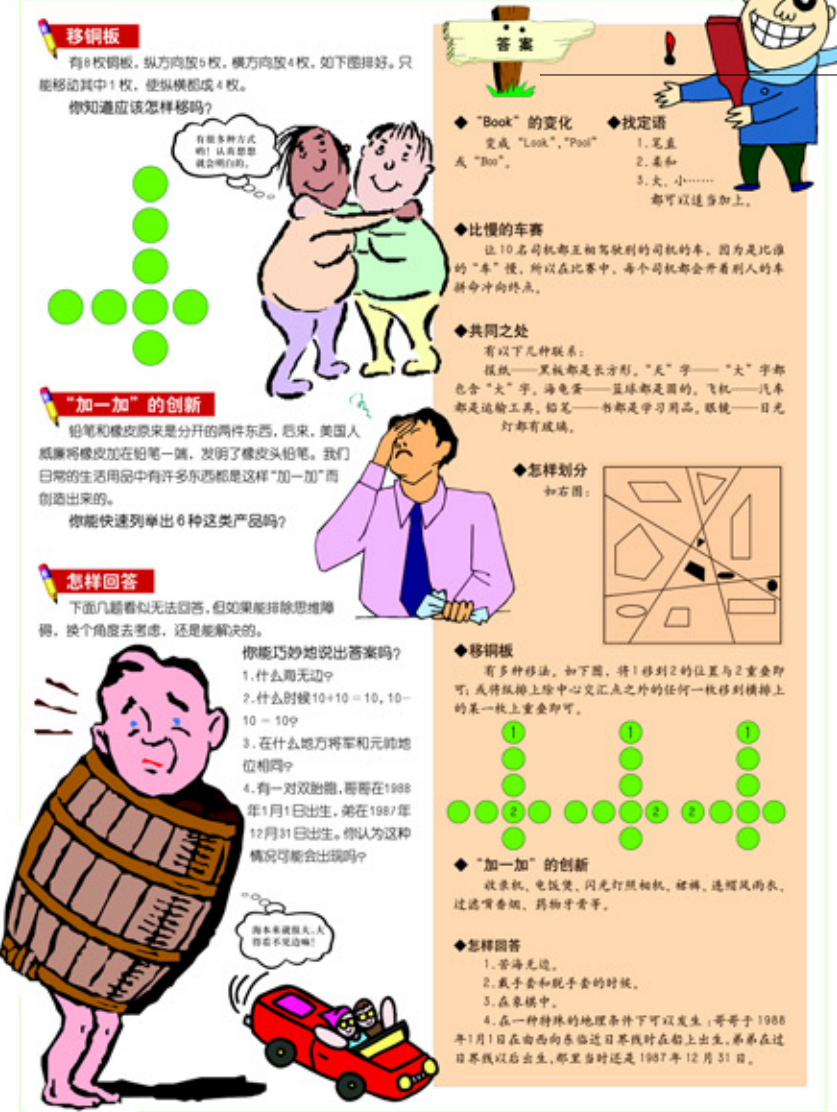 移铜板
有8枚铜板，纵方向放5枚，横方向放4枚，如下图排好。只
能移动其中1枚，使纵横都成4枚。
你知道应该怎样移吗？
有很多种方式
哟！认真想想
就会明白的。
“加一加”的创新
铅笔和橡皮原来是分开的两件东西，后来，美国人
威廉将橡皮加在铅笔一端，发明了橡皮头铅笔。我们
日常的生活用品中有许多东西都是这样“加一加”而
创造出来的。
你能快速列举出6种这类产品吗？
怎样回答
下面几题看似无法回答，但如果能排除思维障
碍，换个角度去考虑，还是能解决的。
你能巧妙地说出答案吗？
1.什么海无边？
2.什么时候10+10=10，10-
10=10？
3.在什么地方将军和元帅地
位相同？
4.有一对双胞胎，哥哥在1988
年1月1日出生，弟在1987年
12月31日出生。你认为这种
情况可能会出现吗？
海本来就很大，大
得看不见边嘛！
答案
◆“Book”的变化
变成“Look”，“Pool”
或“Boo”。
◆找定语
1.笔直
2.柔和
3.大、小……
都可以适当加上。
◆比慢的车赛
让10名司机都互相驾驶别的司机的车，因为是比谁
的“车”慢，所以在比赛中，每个司机都会开着别人的车
拼命冲向终点。
◆共同之处
有以下几种联系：
报纸——黑板都是长方形。“天”字——“大”字都
包含“大”字。海龟蛋——篮球都是圆的。飞机——汽车
都是运输工具。铅笔——书都是学习用品。眼镜——日光
灯都有玻璃。
◆怎样划分
如右图：
◆移铜板
有多种移法。如下图，将1移到2的位置与2重叠即
可；或将纵排上除中心交汇点之外的任何一枚移到横排上
的某一枚上重叠即可。
1 1 1
2 2 2
◆“加一加”的创新
收录机、电饭煲、闪光灯照相机、裙裤、连帽风雨衣、
过滤嘴香烟、药物牙膏等。
◆怎样回答
1.苦海无边。
2.戴手套和脱手套的时候。
3.在象棋中。
4.在一种特殊的地理条件下可以发生：哥哥于1988
年1月1日在由西向东临近日界线时在船上出生，弟弟在过
日界线以后出生，那里当时还是1987年12月31日。